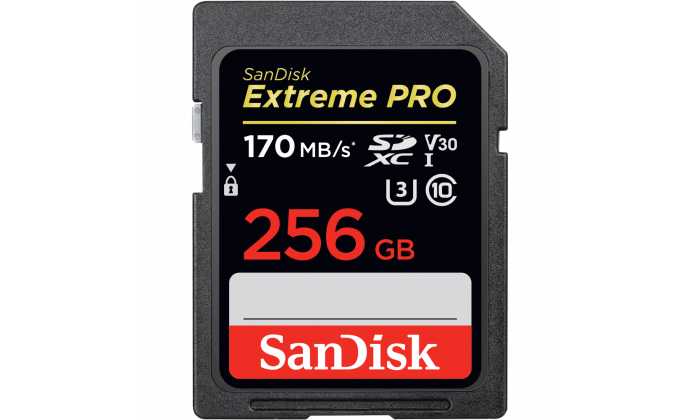 SanDisk
Extreme PRO
170 MB/s* SD XC V30 I
3 10
256 GB
SanDisk